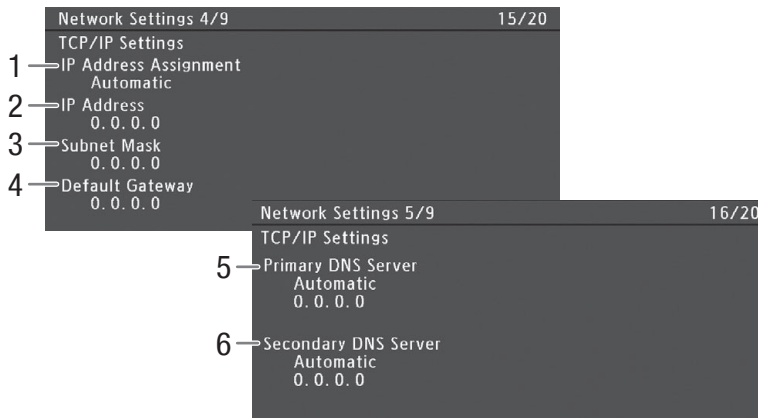 Network Settings 4/9 15/20
TCP/IP Settings
1 IP Address Assignment
Automatic
2 IP Address
0.0.0.0
3 Subnet Mask
0.0.0.0
4 Default Gateway
0.0.0.0
Network Settings 5/9 16/20
TCP/IP Settings
5 Primary DNS Server
Automatic
0.0.0.0
6 Secondary DNS Server
Automatic
0.0.0.0